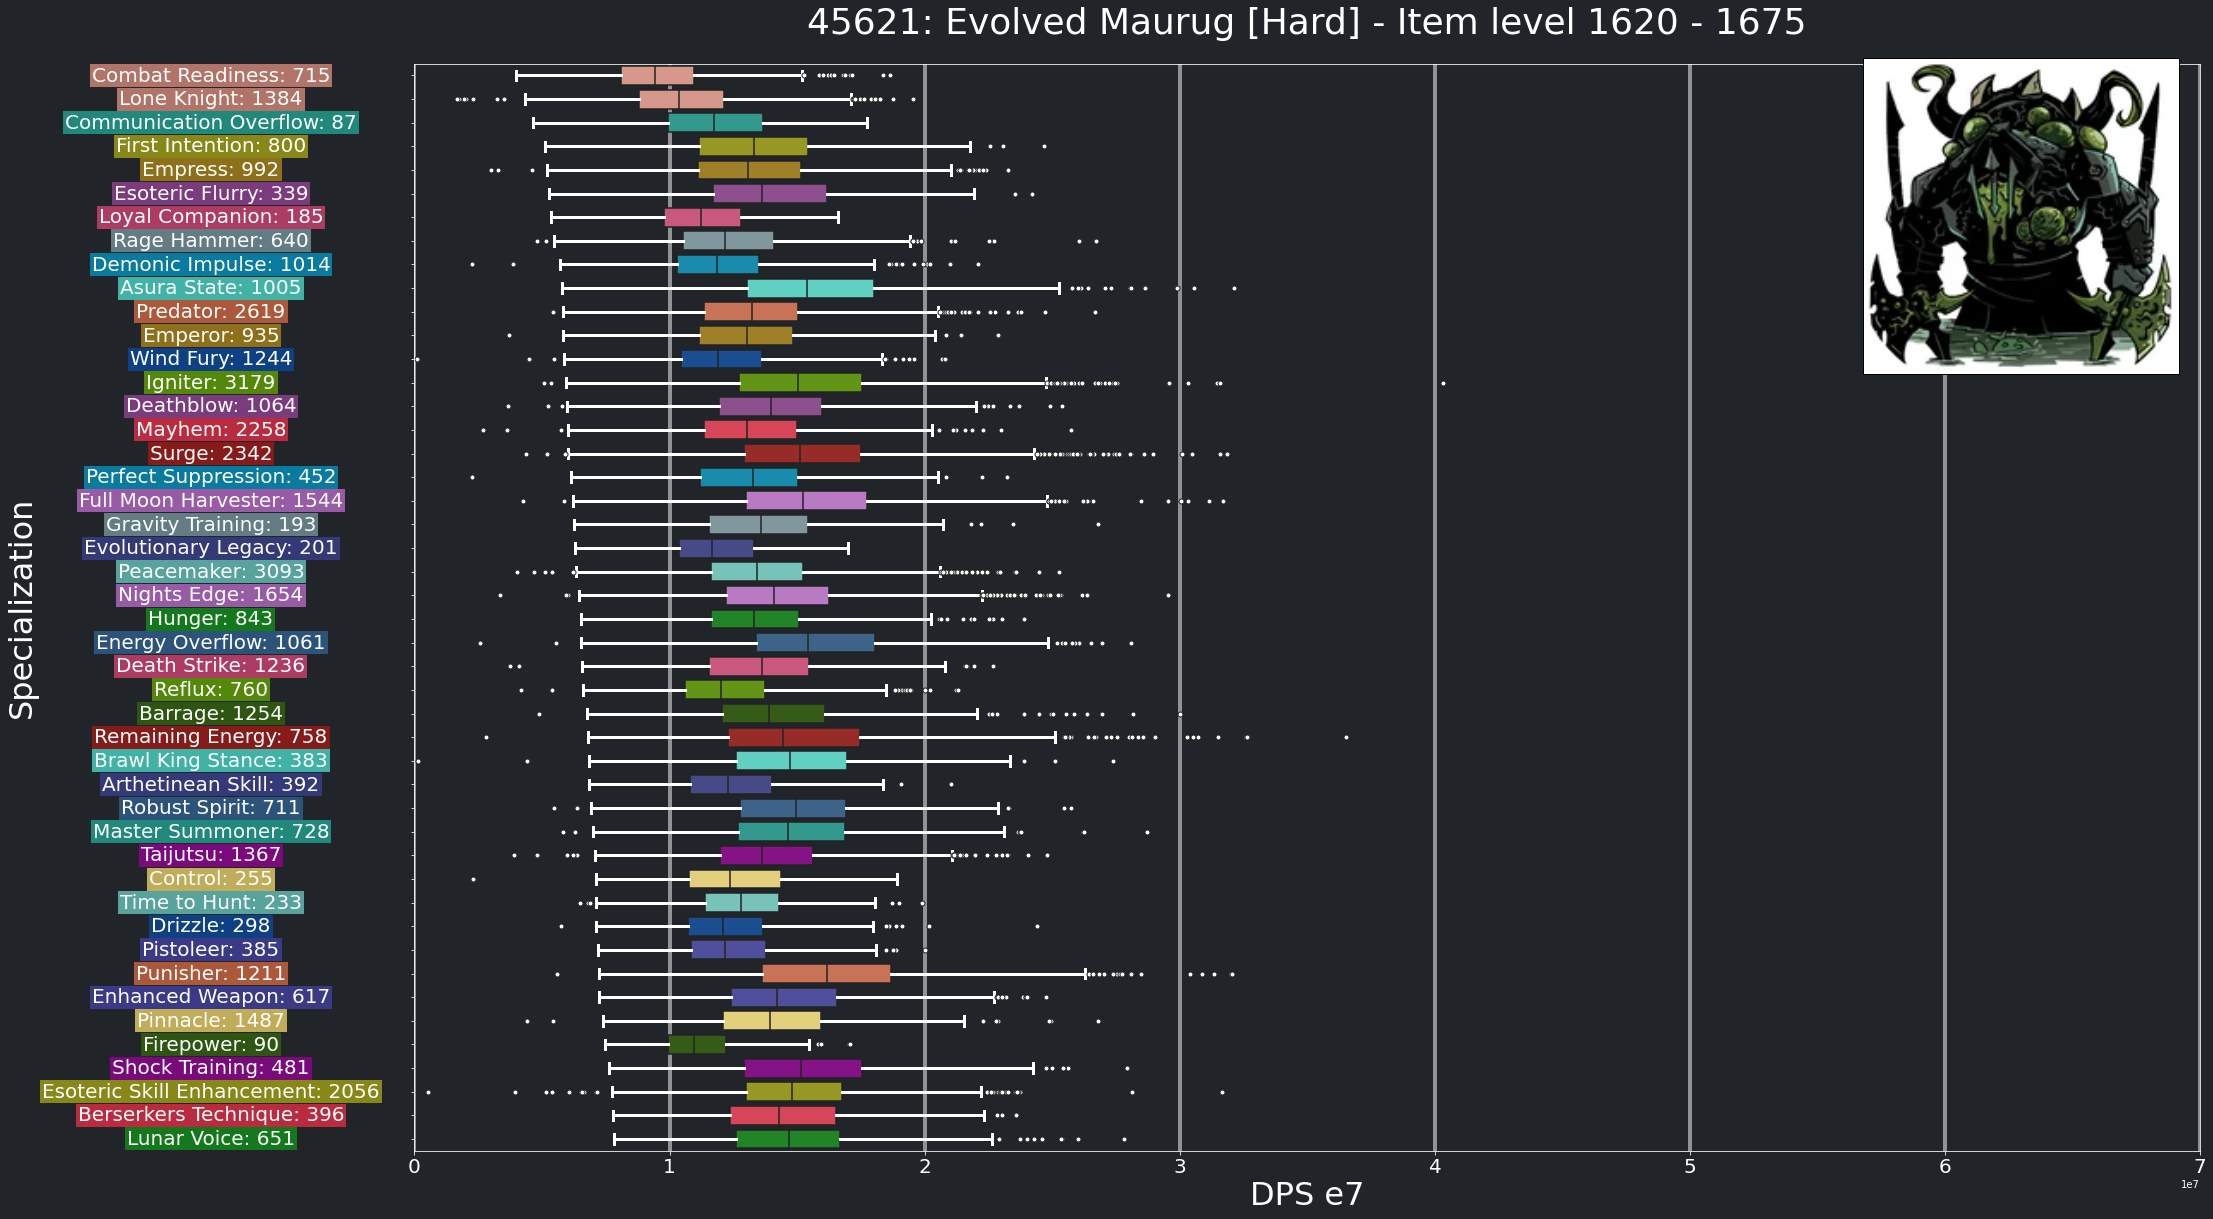 45621: Evolved Maurug [Hard] - Item level 1620 - 1675
Combat Readiness: 715
Lone Knight: 1384
Communication Overflow: 87
First Intention: 800
Empress: 992
Esoteric Flurry: 339
Loyal Companion: 185
Rage Hammer: 640
Demonic Impulse: 1014
Asura State: 1005
Predator: 2619
Emperor: 935
Wind Fury: 1244
Igniter: 3179
Deathblow: 1064
Mayhem: 2258
Surge: 2342
Perfect Suppression: 452
Full Moon Harvester: 1544
Gravity Training: 193
Evolutionary Legacy: 201
Peacemaker: 3093
Nights Edge: 1654
Hunger: 843
Energy Overflow: 1061
Death Strike: 1236
Reflux: 760
Barrage: 1254
Remaining Energy: 758
Brawl King Stance: 383
Arthetinean Skill: 392
Robust Spirit: 711
Master Summoner: 728
Taijutsu: 1367
Control: 255
Time to Hunt: 233
Drizzle: 298
Pistoleer: 385
Punisher: 1211
Enhanced Weapon: 617
Pinnacle: 1487
Firepower: 90
Shock Training: 481
Esoteric Skill Enhancement: 2056
Berserkers Technique: 396
Lunar Voice: 651
Specialization
0 1 2 3 4 5 6 7
1e7
DPS e7